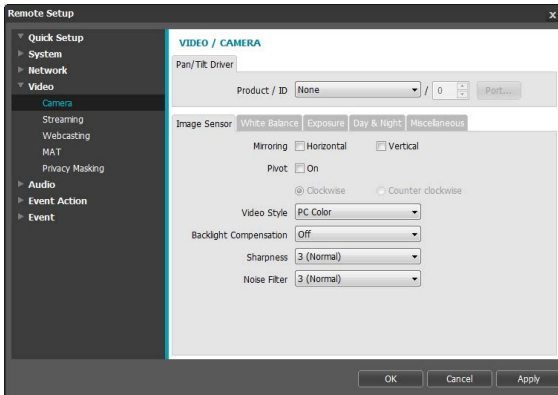 Remote Setup x
Quick Setup
System
Network
Video
Camera
Streaming
Webcasting
MAT
Privacy Masking
Audio
Event Action
Event
VIDEO / CAMERA
Pan/Tilt Driver
Product / ID None / 0 Port...
Image Sensor White Balance Exposure Day & Night Miscellaneous
Mirroring Horizontal Vertical
Pivot On
Clockwise Counter clockwise
Video Style PC Color
Backlight Compensation Off
Sharpness 3 (Normal)
Noise Filter 3 (Normal)
OK Cancel Apply